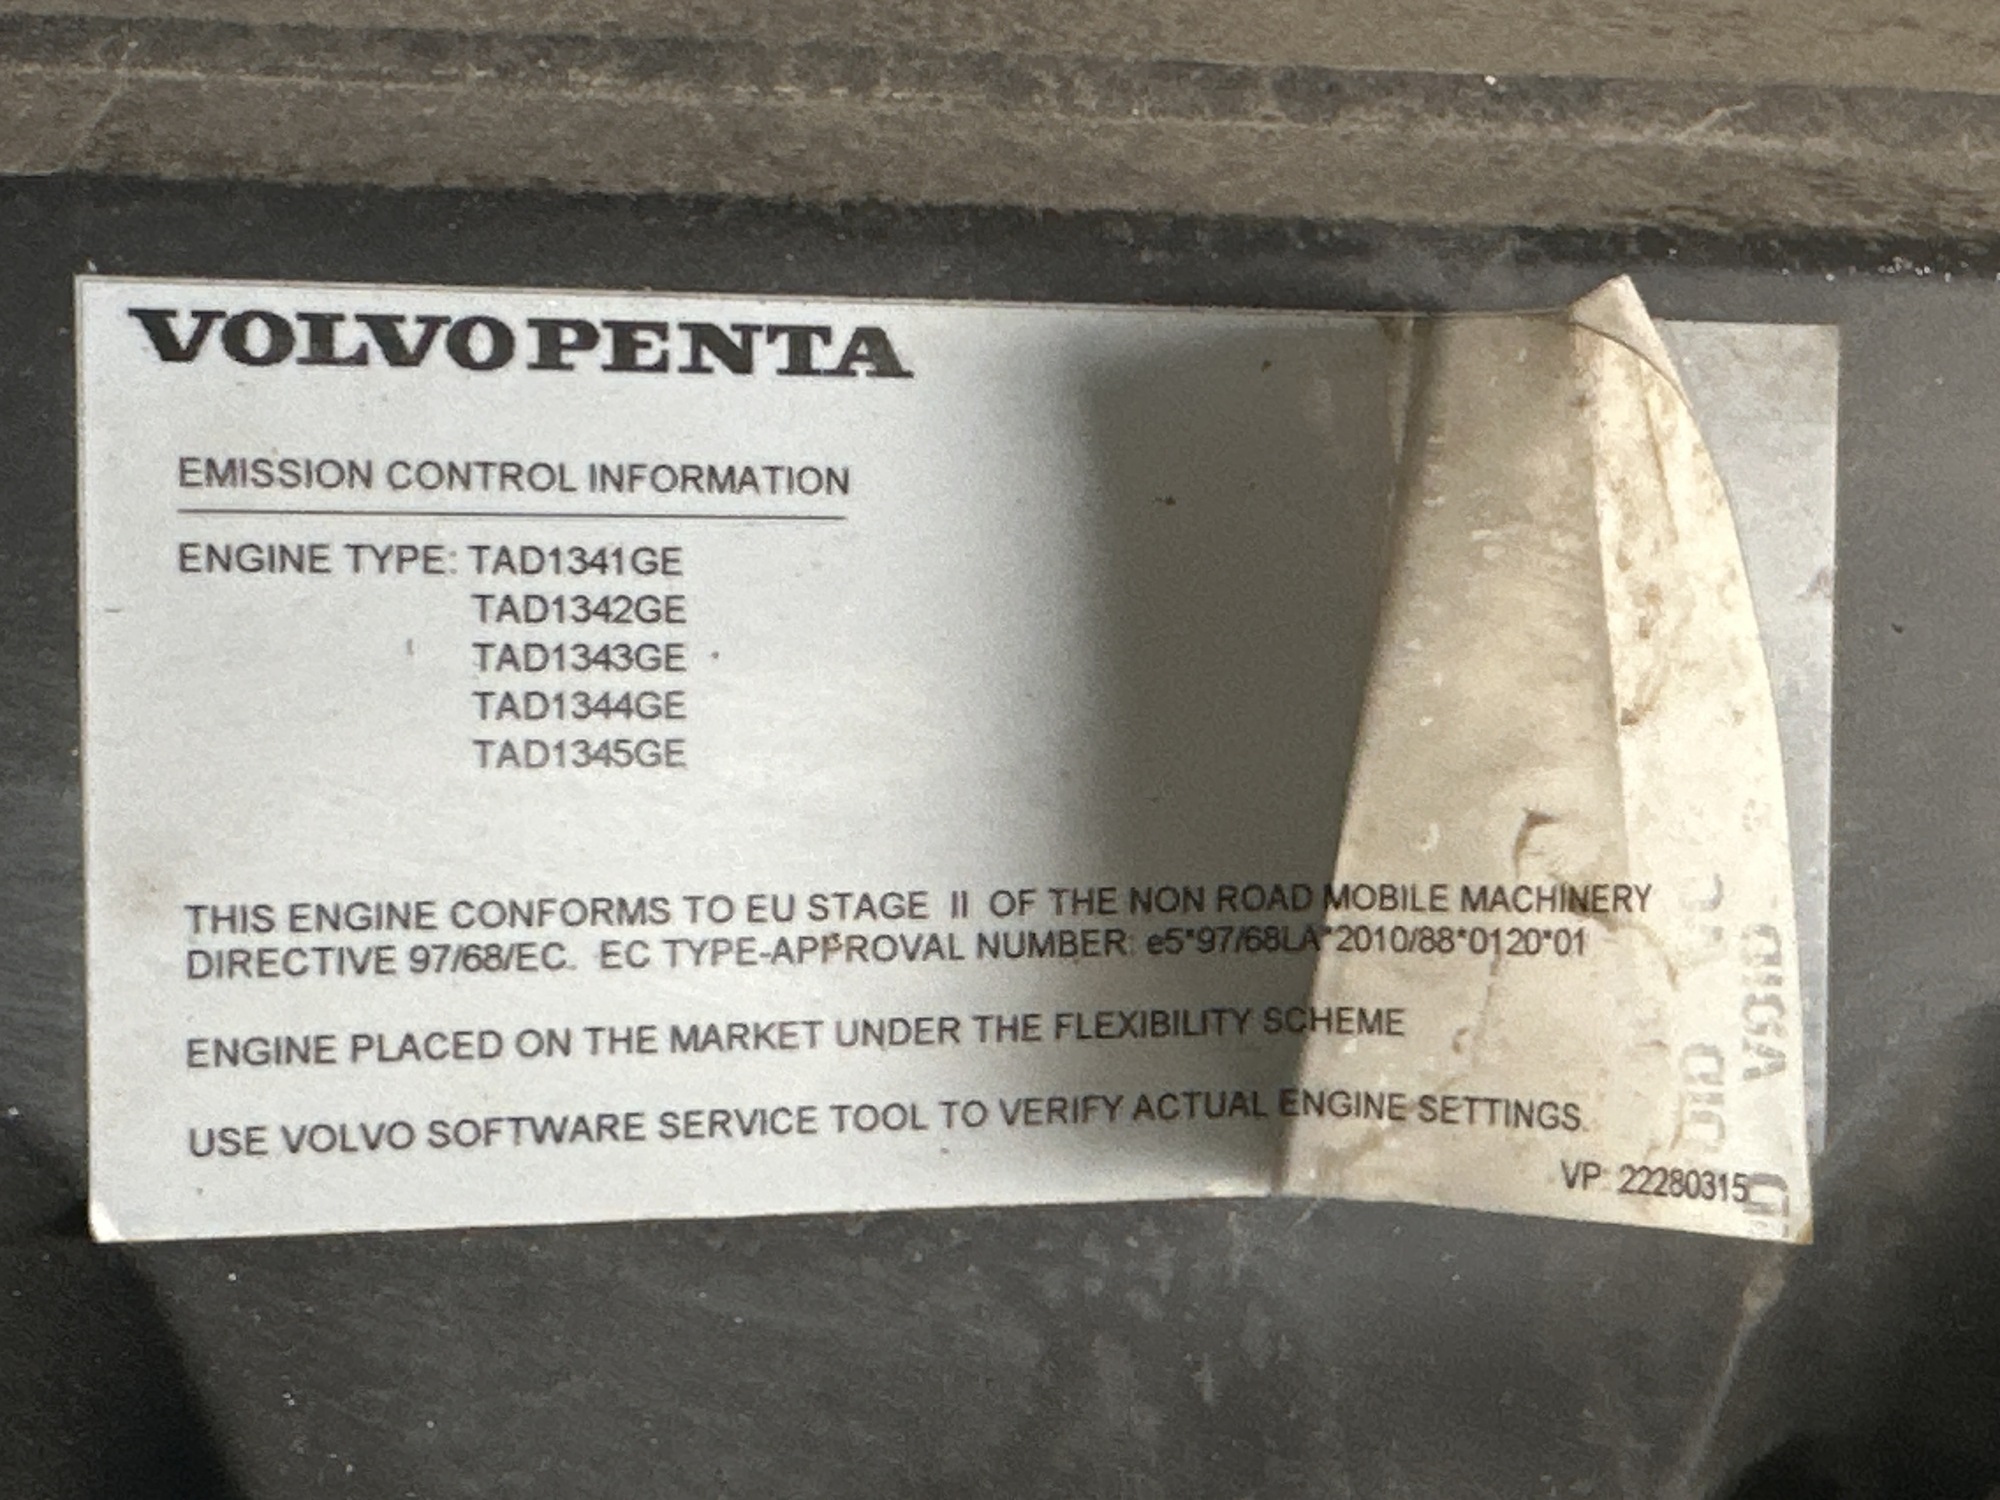 VOLVO PENTA
EMISSION CONTROL INFORMATION
ENGINE TYPE: TAD1341GE
TAD1342GE
TAD1343GE
TAD1344GE
TAD1345GE
THIS ENGINE CONFORMS TO EU STAGE II OF THE NON ROAD MOBILE MACHINERY
DIRECTIVE 97/68/EC. EC TYPE-APPROVAL NUMBER: e5*97/68LA*2010/88*0120*01
ENGINE PLACED ON THE MARKET UNDER THE FLEXIBILITY SCHEME
USE VOLVO SOFTWARE SERVICE TOOL TO VERIFY ACTUAL ENGINE SETTINGS.
VP: 22280315